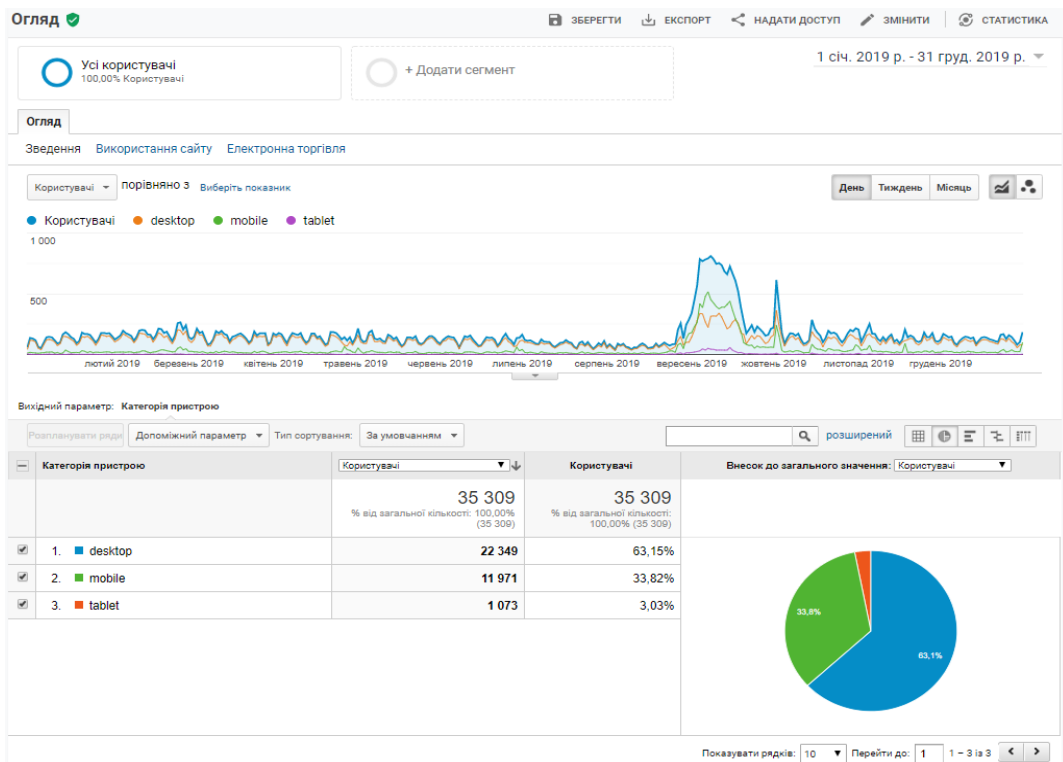 Огляд
ЗБЕРЕГТИ ЕКСПОРТ НАДАТИ ДОСТУП ЗМІНИТИ СТАТИСТИКА
Усі користувачі
100,00% Користувачі
+ Додати сегмент
1 січ. 2019 р. - 31 груд. 2019 р.
Огляд
Зведення Використання сайту Електронна торгівля
Користувачі порівняно з Виберіть показник
День Тиждень Місяць
Користувачі desktop mobile tablet
1 000
500
лютий 2019 березень 2019 квітень 2019 травень 2019 червень 2019 липень 2019 серпень 2019 вересень 2019 жовтень 2019 листопад 2019 грудень 2019
Вихідний параметр: Категорія пристрою
Розпланувати ряди Допоміжний параметр Тип сортування: За умовчанням розширений
Категорія пристрою Користувачі Користувачі Внесок до загального значення: Користувачі
35 309 35 309
% від загальної кількості: 100,00% (35 309) % від загальної кількості: 100,00% (35 309)
1. desktop 22 349 63,15%
2. mobile 11 971 33,82%
3. tablet 1 073 3,03%
33,8%
63,1%
Показувати рядків: 10 Перейти до: 1 1 – 3 із 3